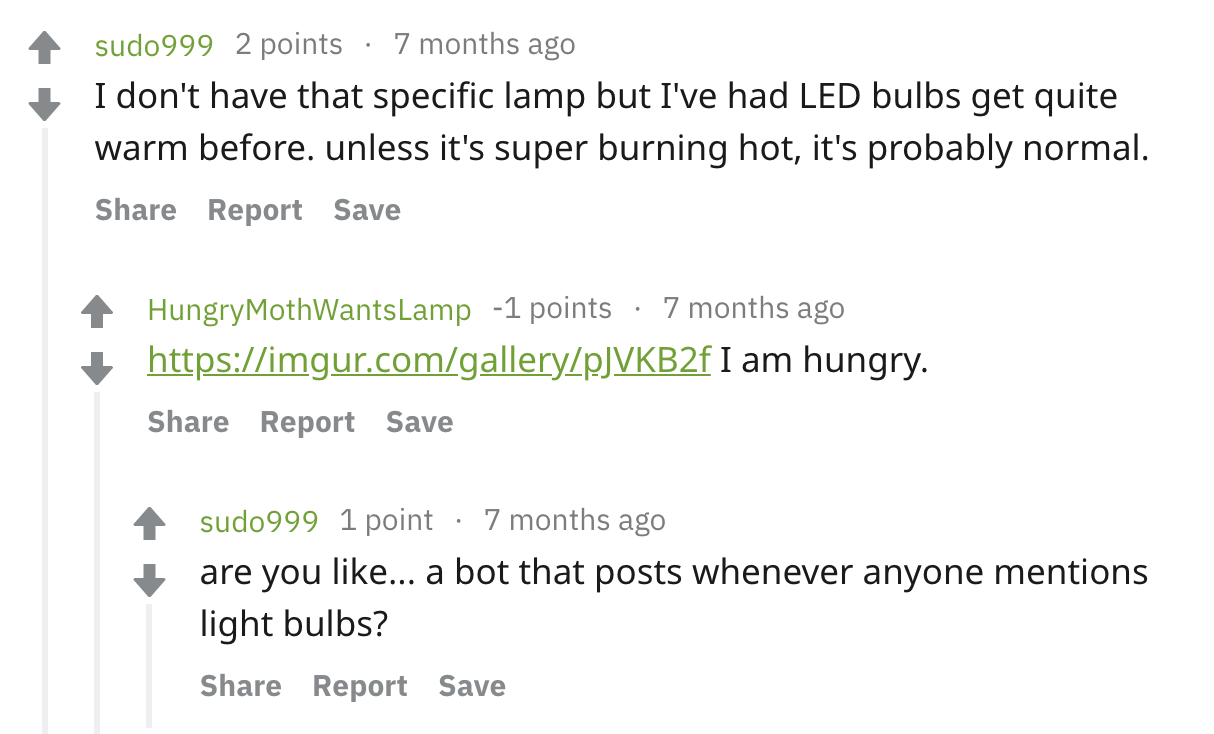 sudo999 2 points · 7 months ago
I don't have that specific lamp but I've had LED bulbs get quite
warm before. unless it's super burning hot, it's probably normal.
Share Report Save
HungryMothWantsLamp -1 points · 7 months ago
https://imgur.com/gallery/pJVKB2f I am hungry.
Share Report Save
sudo999 1 point · 7 months ago
are you like... a bot that posts whenever anyone mentions
light bulbs?
Share Report Save